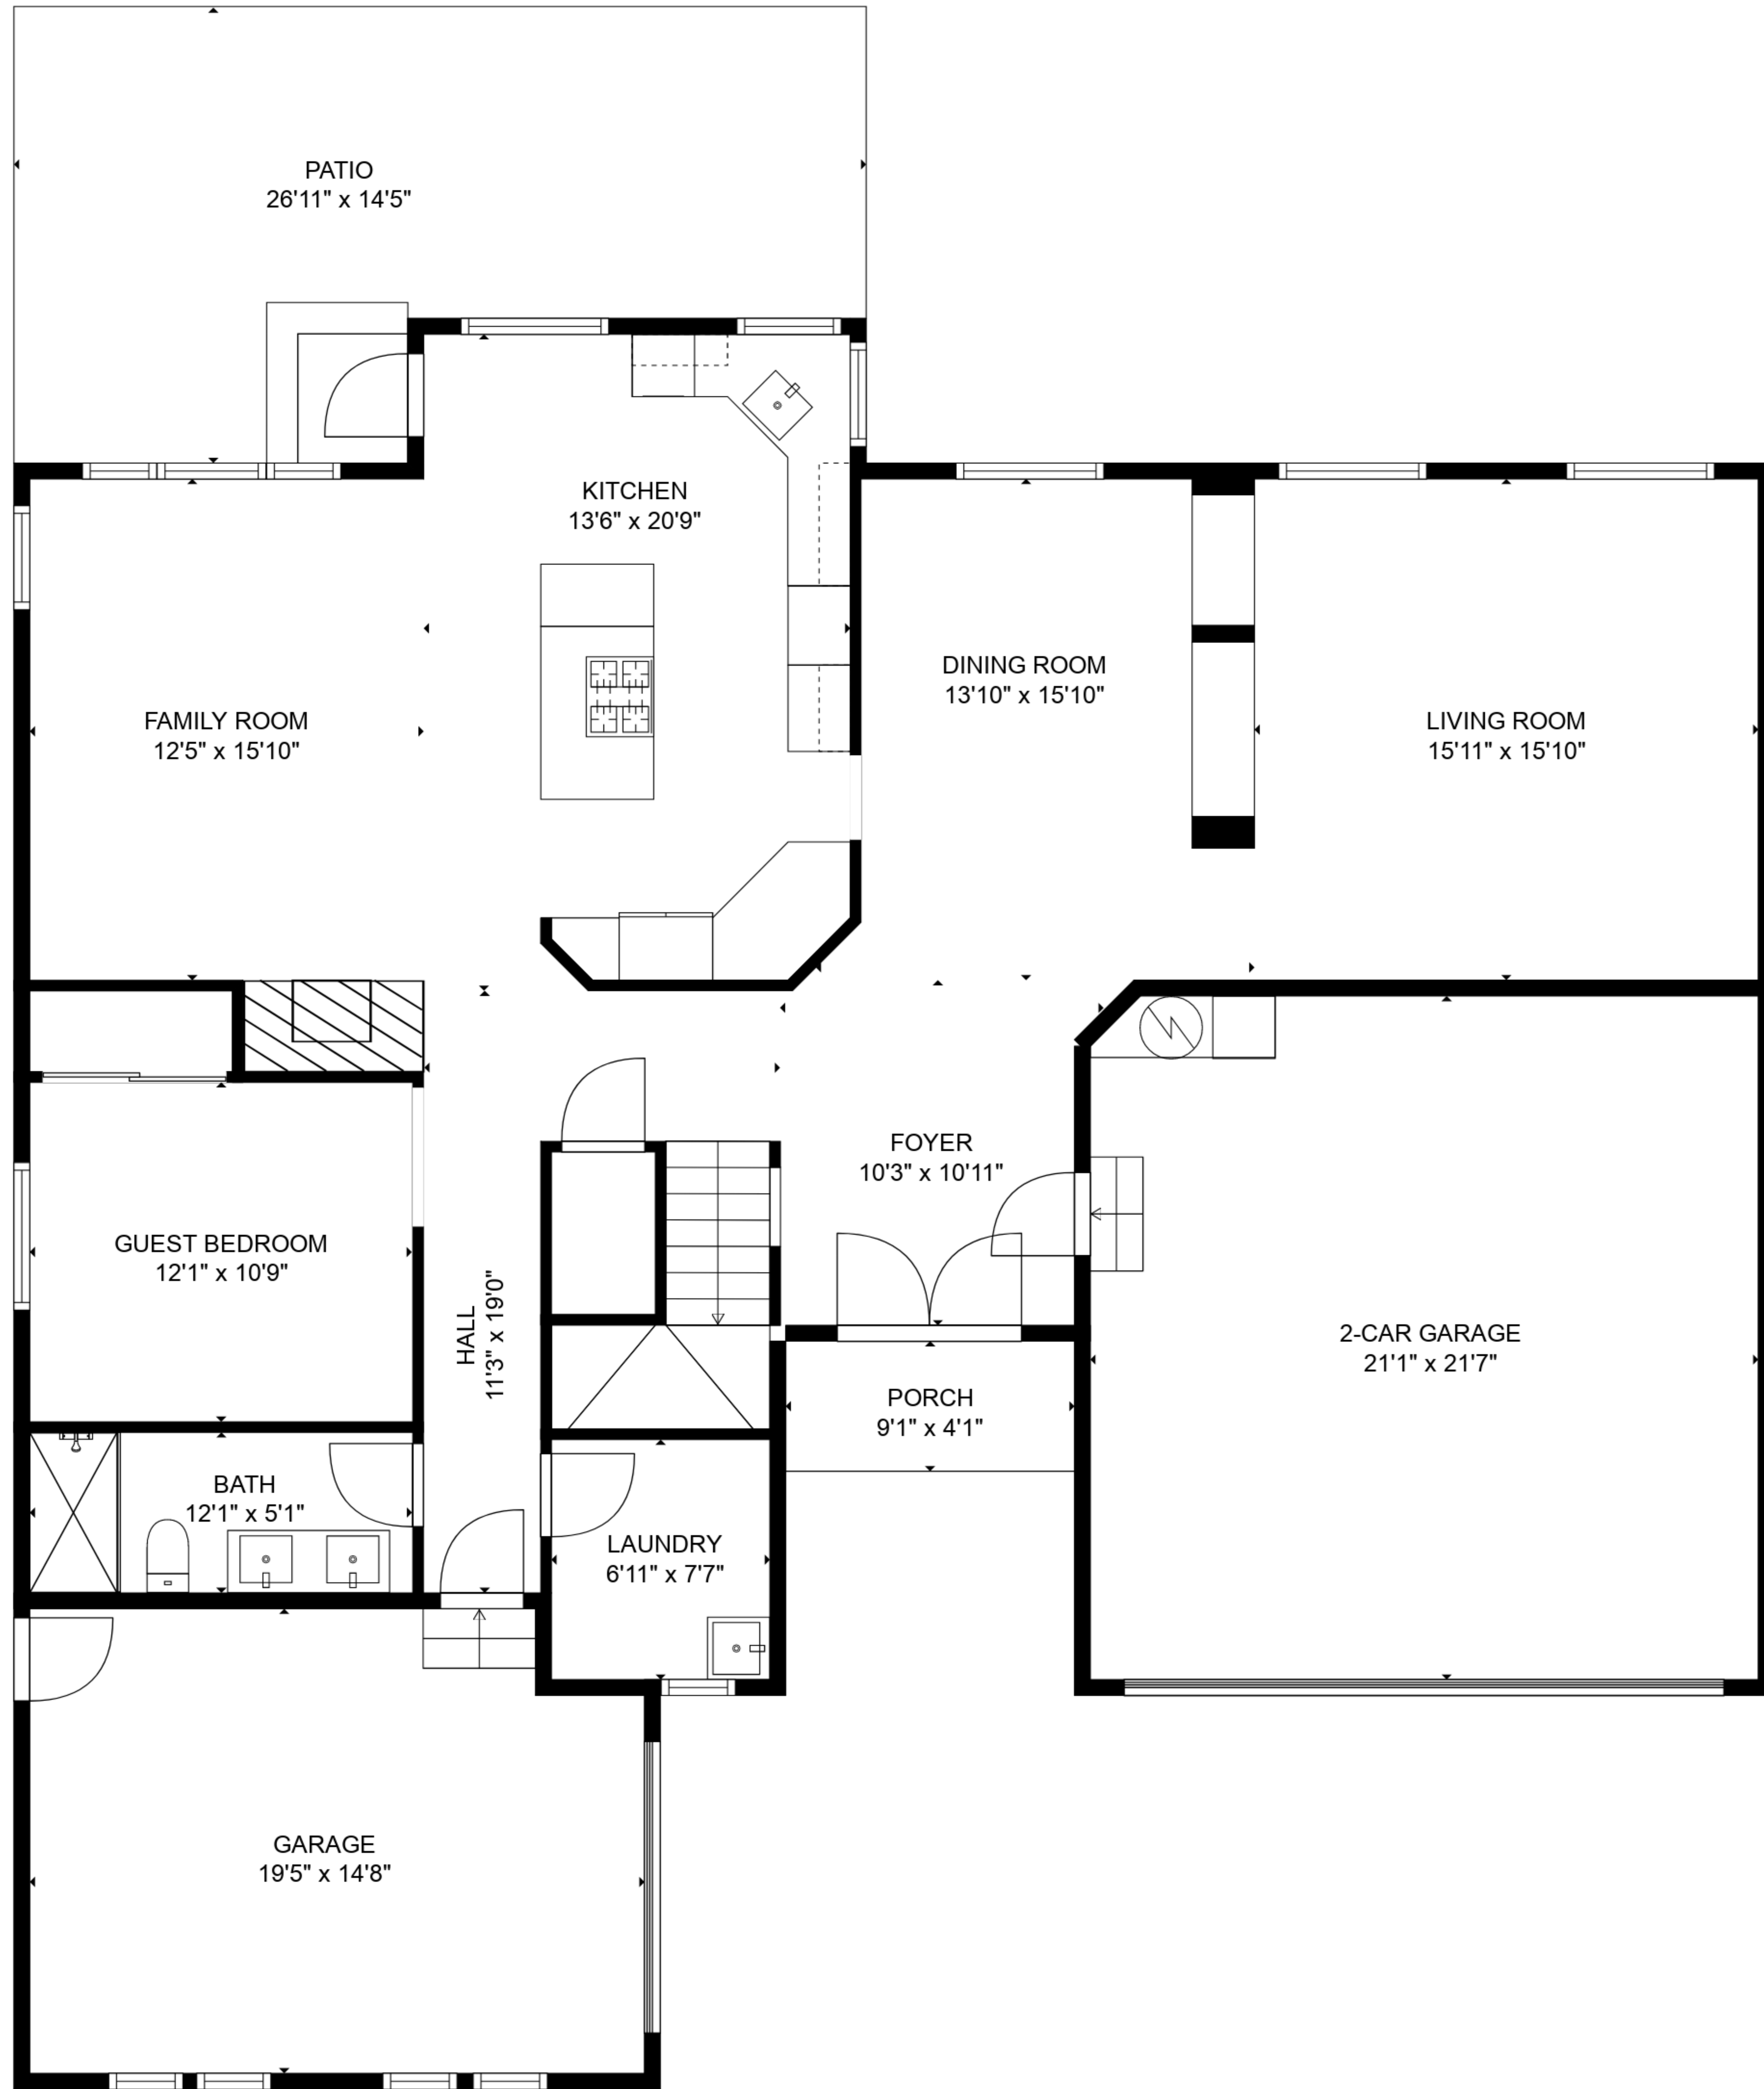 PATIO
26'11" x 14'5"
KITCHEN
13'6" x 20'9"
DINING ROOM
13'10" x 15'10"
FAMILY ROOM
12'5" x 15'10"
LIVING ROOM
15'11" x 15'10"
FOYER
10'3" x 10'11"
GUEST BEDROOM
12'1" x 10'9"
HALL
11'3" x 19'0"
2-CAR GARAGE
21'1" x 21'7"
PORCH
9'1" x 4'1"
BATH
12'1" x 5'1"
LAUNDRY
6'11" x 7'7"
GARAGE
19'5" x 14'8"